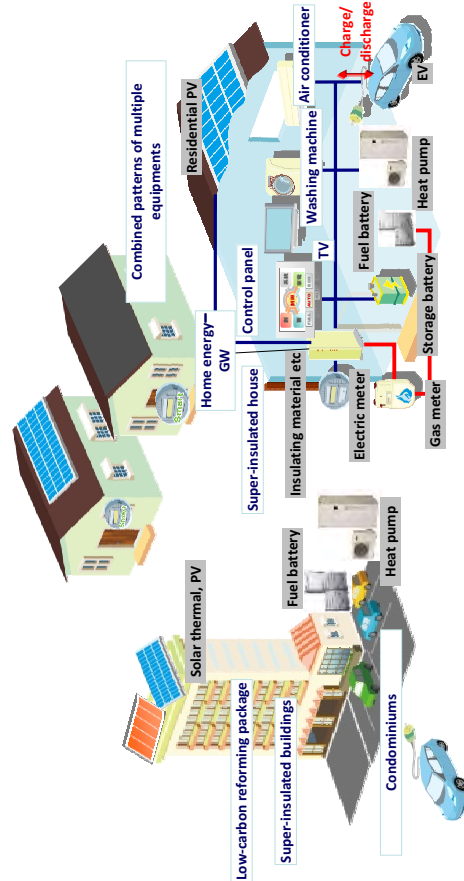 Combined patterns of multiple
equipments
Residential PV
Air conditioner
Charge/
discharge
Washing machine
EV
Home energy
GW
Control panel
TV
Fuel battery
Heat pump
Super-insulated house
Insulating material etc
Storage battery
Electric meter
Gas meter
Solar thermal, PV
Fuel battery
Heat pump
Low-carbon reforming package
Super-insulated buildings
Condominiums